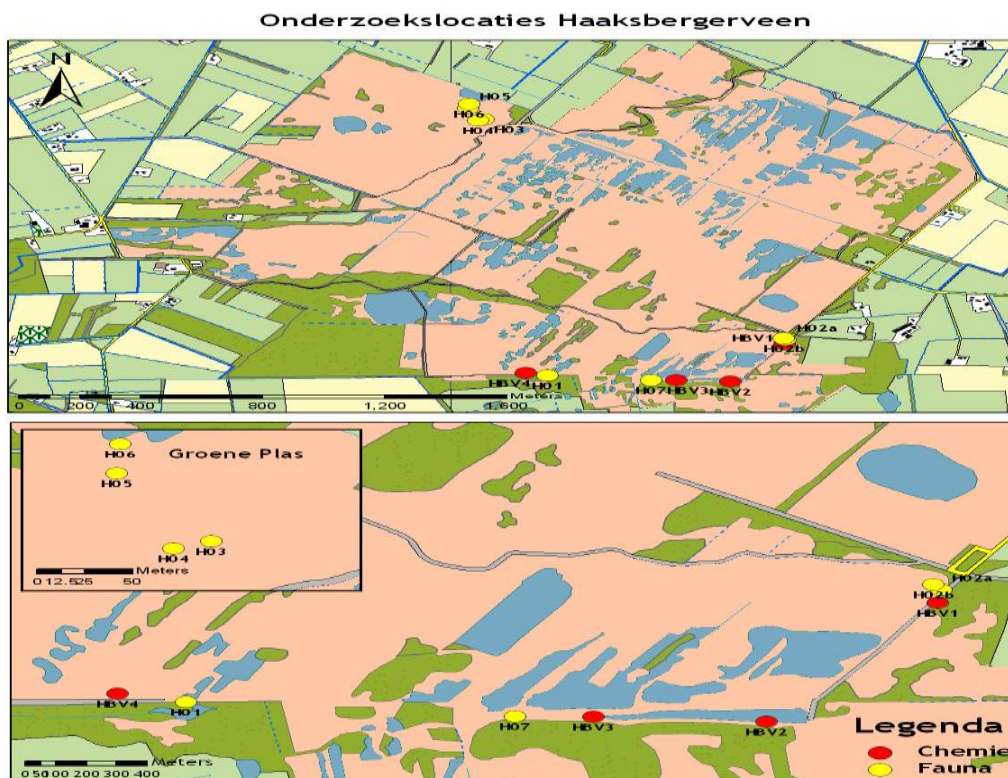 Onderzoekslocaties Haaksbergerveen
N
H05
H06
H04 H03
H02a
HBV1
H02b
HBV4 H01
H07 HBV3 HBV2
Meters
0 200 400 800 1,200 1,600
Groene Plas
H06
H05
H04 H03
Meters
0 12.525 50
H02a
H02b
HBV1
HBV4 H01
H07 HBV3 HBV2
Legenda
Chemie
Fauna
Meters
0 50100 200 300 400